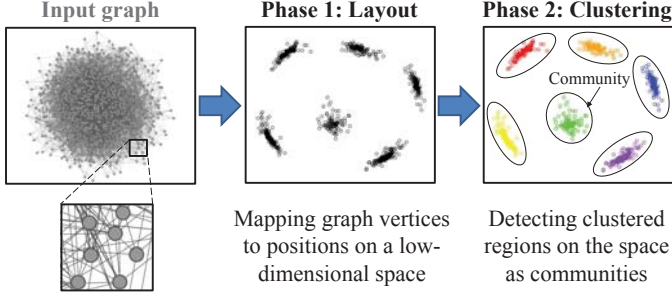 Input graph
Phase 1: Layout
Phase 2: Clustering
Community
Mapping graph vertices
to positions on a low-
dimensional space
Detecting clustered
regions on the space
as communities